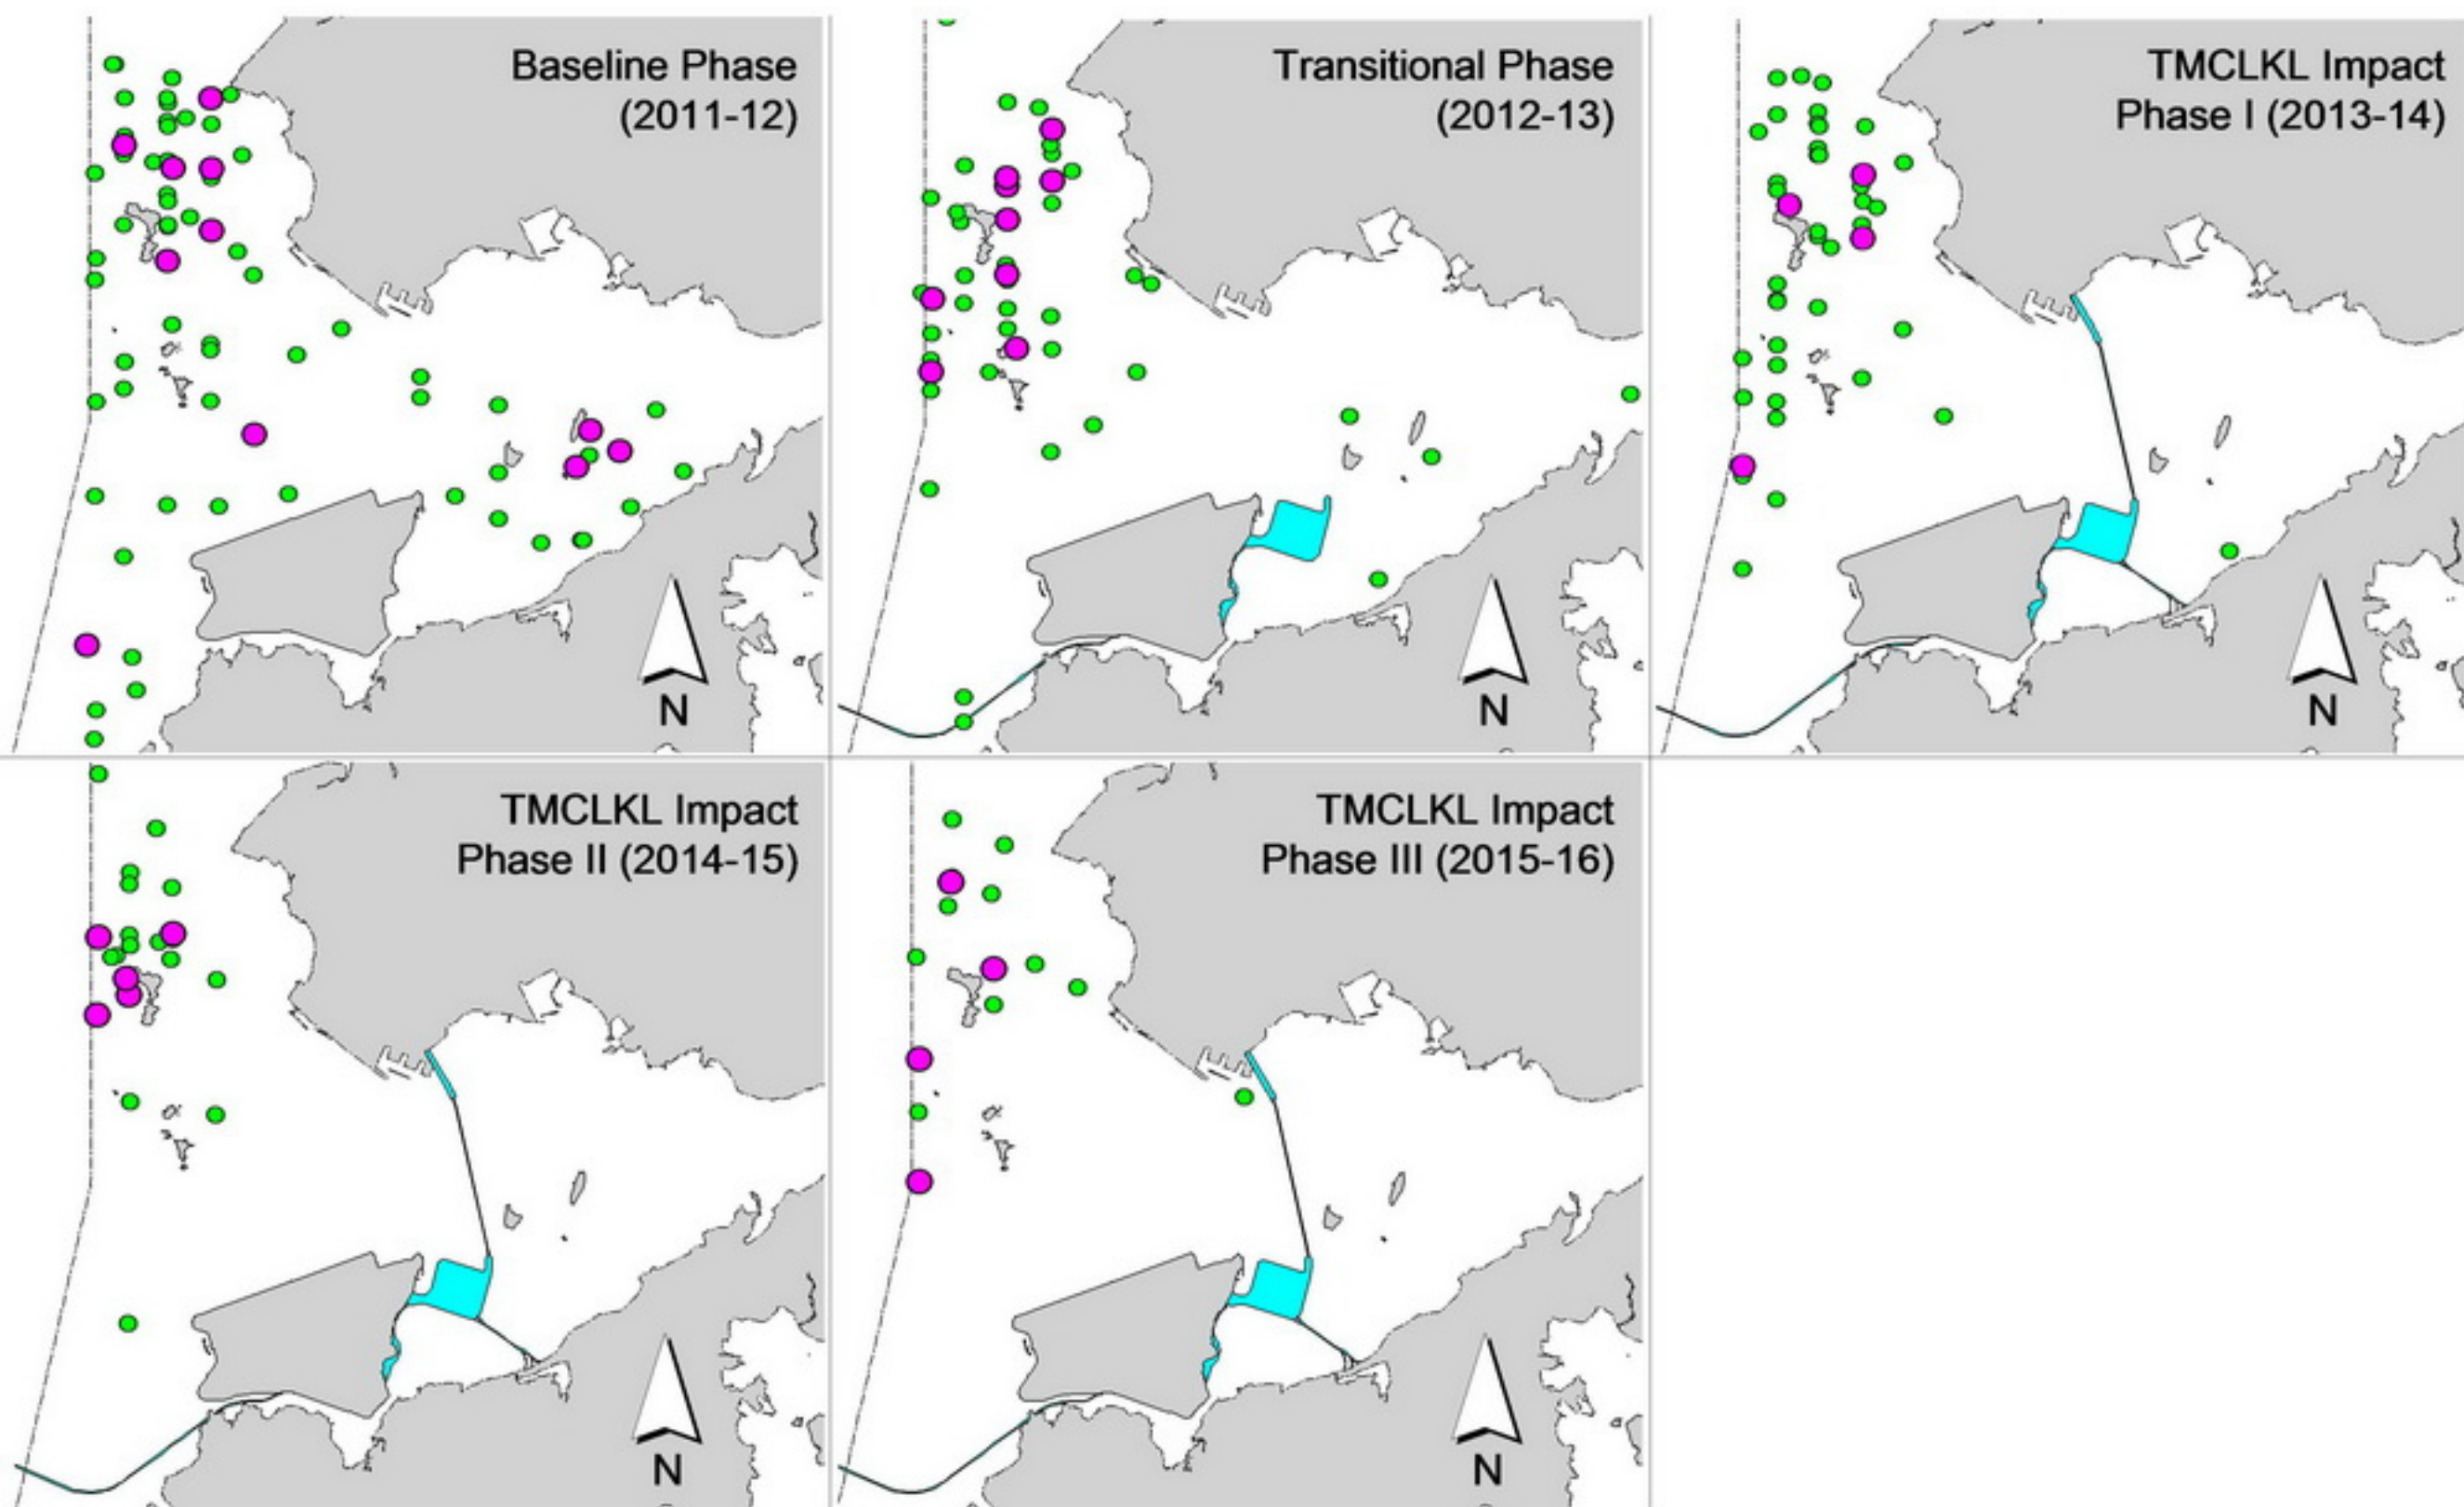 Baseline Phase
(2011-12)
N
Transitional Phase
(2012-13)
N
TMCLKL Impact
Phase I (2013-14)
N
TMCLKL Impact
Phase II (2014-15)
N
TMCLKL Impact
Phase III (2015-16)
N